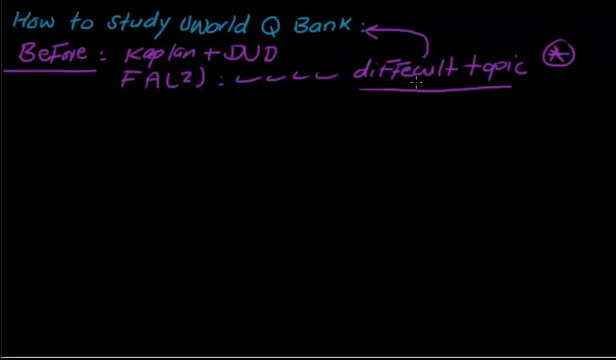 How to study UWorld Q Bank :
Before : Kaplan + DVD
FA(2) : difficult topic *